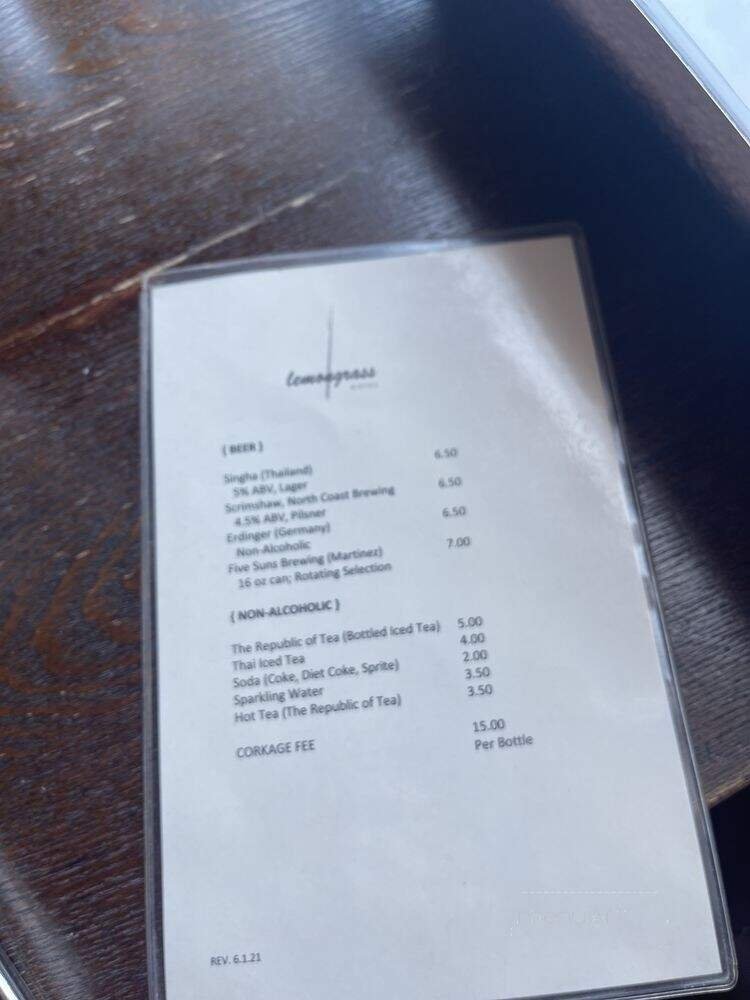 lemongrass
{ BEER }
Singha (Thailand) 6.50
5% ABV, Lager
Scrimshaw, North Coast Brewing 6.50
4.5% ABV, Pilsner
Erdinger (Germany) 6.50
Non-Alcoholic
Five Suns Brewing (Martinez) 7.00
16 oz can; Rotating Selection
{ NON-ALCOHOLIC }
The Republic of Tea (Bottled Iced Tea) 5.00
Thai Iced Tea 4.00
Soda (Coke, Diet Coke, Sprite) 2.00
Sparkling Water 3.50
Hot Tea (The Republic of Tea) 3.50
CORKAGE FEE 15.00
Per Bottle
REV. 6.1.21